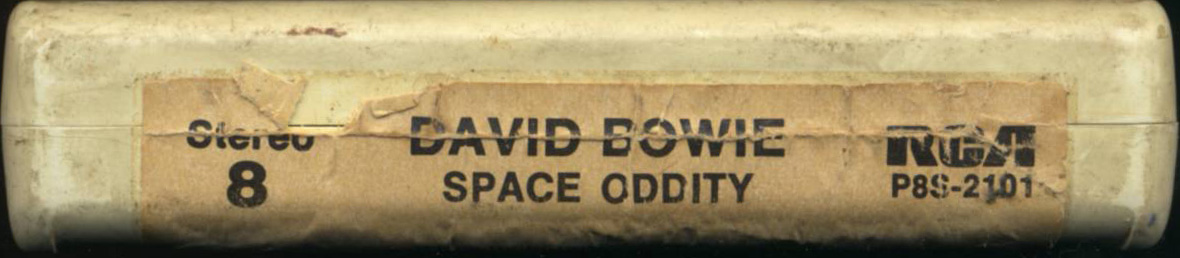 Stereo
8
DAVID BOWIE
SPACE ODDITY
RCA
P8S-2101